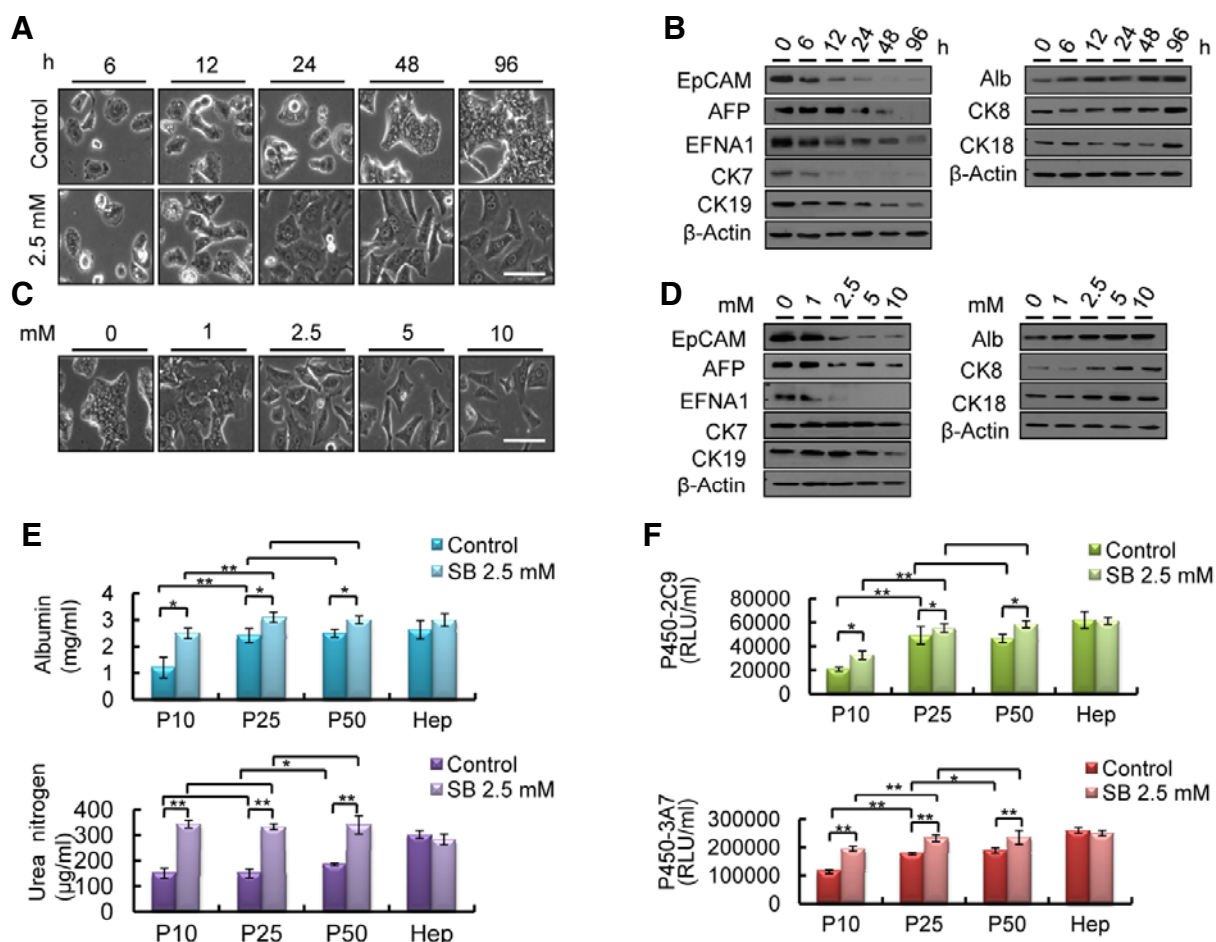 A
h 6 12 24 48 96
Control
2.5 mM
B
0 6 12 24 48 96 h
EpCAM
AFP
EFNA1
CK7
CK19
β-Actin
0 6 12 24 48 96 h
Alb
CK8
CK18
β-Actin
C
mM 0 1 2.5 5 10
D
mM 0 1 2.5 5 10
EpCAM
AFP
EFNA1
CK7
CK19
β-Actin
mM 0 1 2.5 5 10
Alb
CK8
CK18
β-Actin
E
Control
SB 2.5 mM
Albumin
(mg/ml)
4
3
2
1
0
** 
**
* * *
P10 P25 P50 Hep
Control
SB 2.5 mM
Urea nitrogen
(µg/ml)
400
300
200
100
0
*
** ** **
P10 P25 P50 Hep
F
Control
SB 2.5 mM
P450-2C9
(RLU/ml)
80000
60000
40000
20000
0
**
**
* * *
P10 P25 P50 Hep
Control
SB 2.5 mM
P450-3A7
(RLU/ml)
300000
200000
100000
0
*
**
**
** ** **
P10 P25 P50 Hep